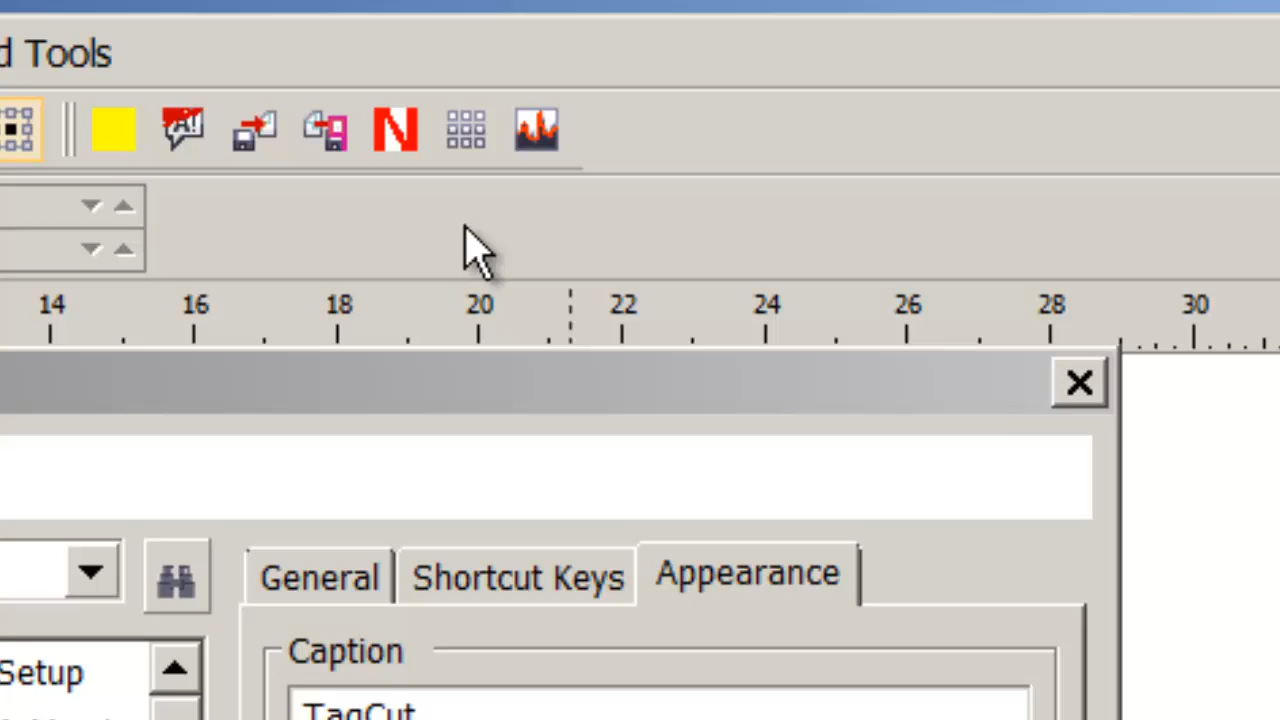 d Tools
A!
N
14 16 18 20 22 24 26 28 30
General Shortcut Keys Appearance
Caption
Setup
TagCut